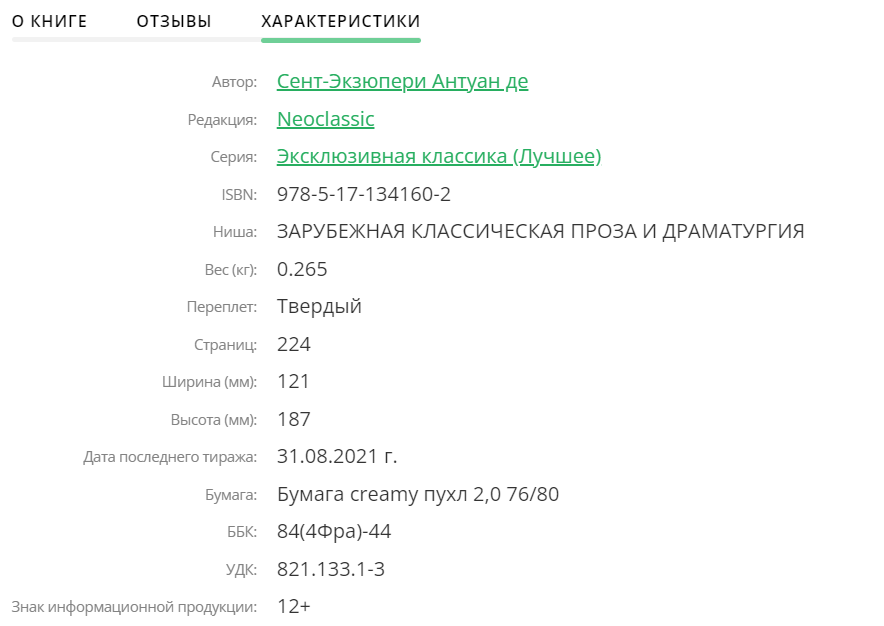 О КНИГЕ ОТЗЫВЫ ХАРАКТЕРИСТИКИ
Автор: Сент-Экзюпери Антуан де
Редакция: Neoclassic
Серия: Эксклюзивная классика (Лучшее)
ISBN: 978-5-17-134160-2
Ниша: ЗАРУБЕЖНАЯ КЛАССИЧЕСКАЯ ПРОЗА И ДРАМАТУРГИЯ
Вес (кг): 0.265
Переплет: Твердый
Страниц: 224
Ширина (мм): 121
Высота (мм): 187
Дата последнего тиража: 31.08.2021 г.
Бумага: Бумага creamy пухл 2,0 76/80
ББК: 84(4Фра)-44
УДК: 821.133.1-3
Знак информационной продукции: 12+